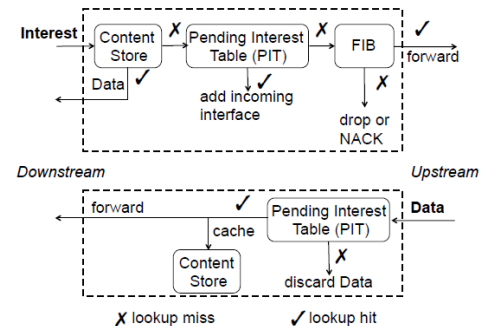 Interest
Content
Store
Pending Interest
Table (PIT)
FIB
forward
Data
add incoming
interface
drop or
NACK
Downstream
Upstream
forward
Pending Interest
Table (PIT)
Data
cache
Content
Store
discard Data
✗ lookup miss
✓ lookup hit